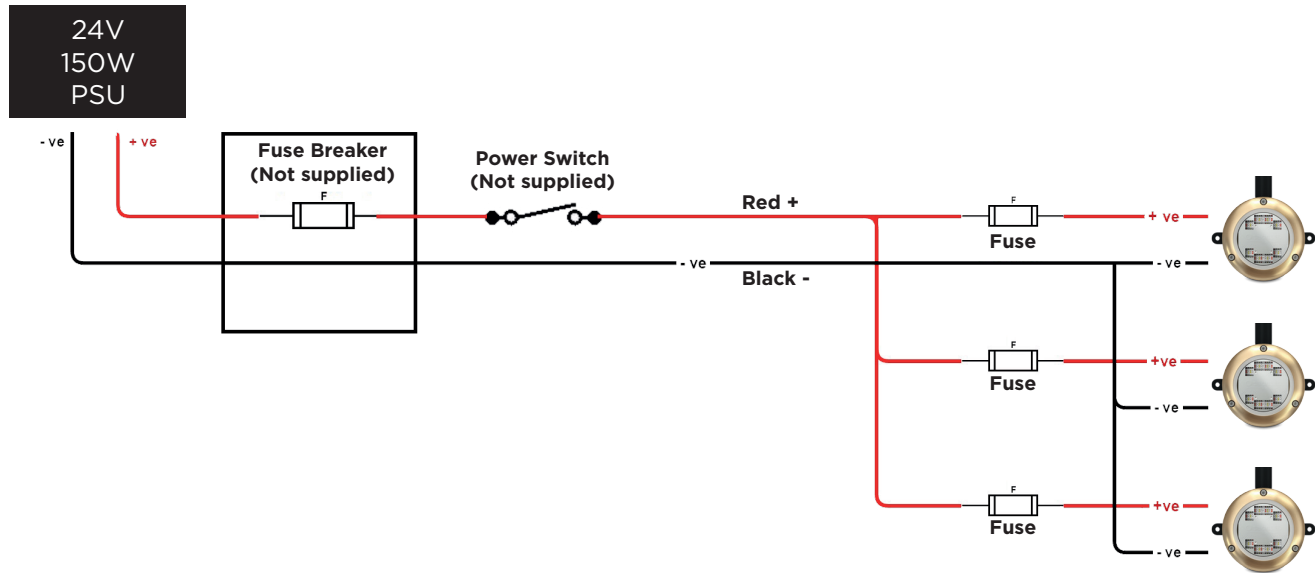 24V
150W
PSU
- ve
+ ve
Fuse Breaker
(Not supplied)
F
Power Switch
(Not supplied)
Red +
- ve
Black -
F
Fuse
+ ve
- ve
F
Fuse
+ve
- ve
F
Fuse
+ve
- ve